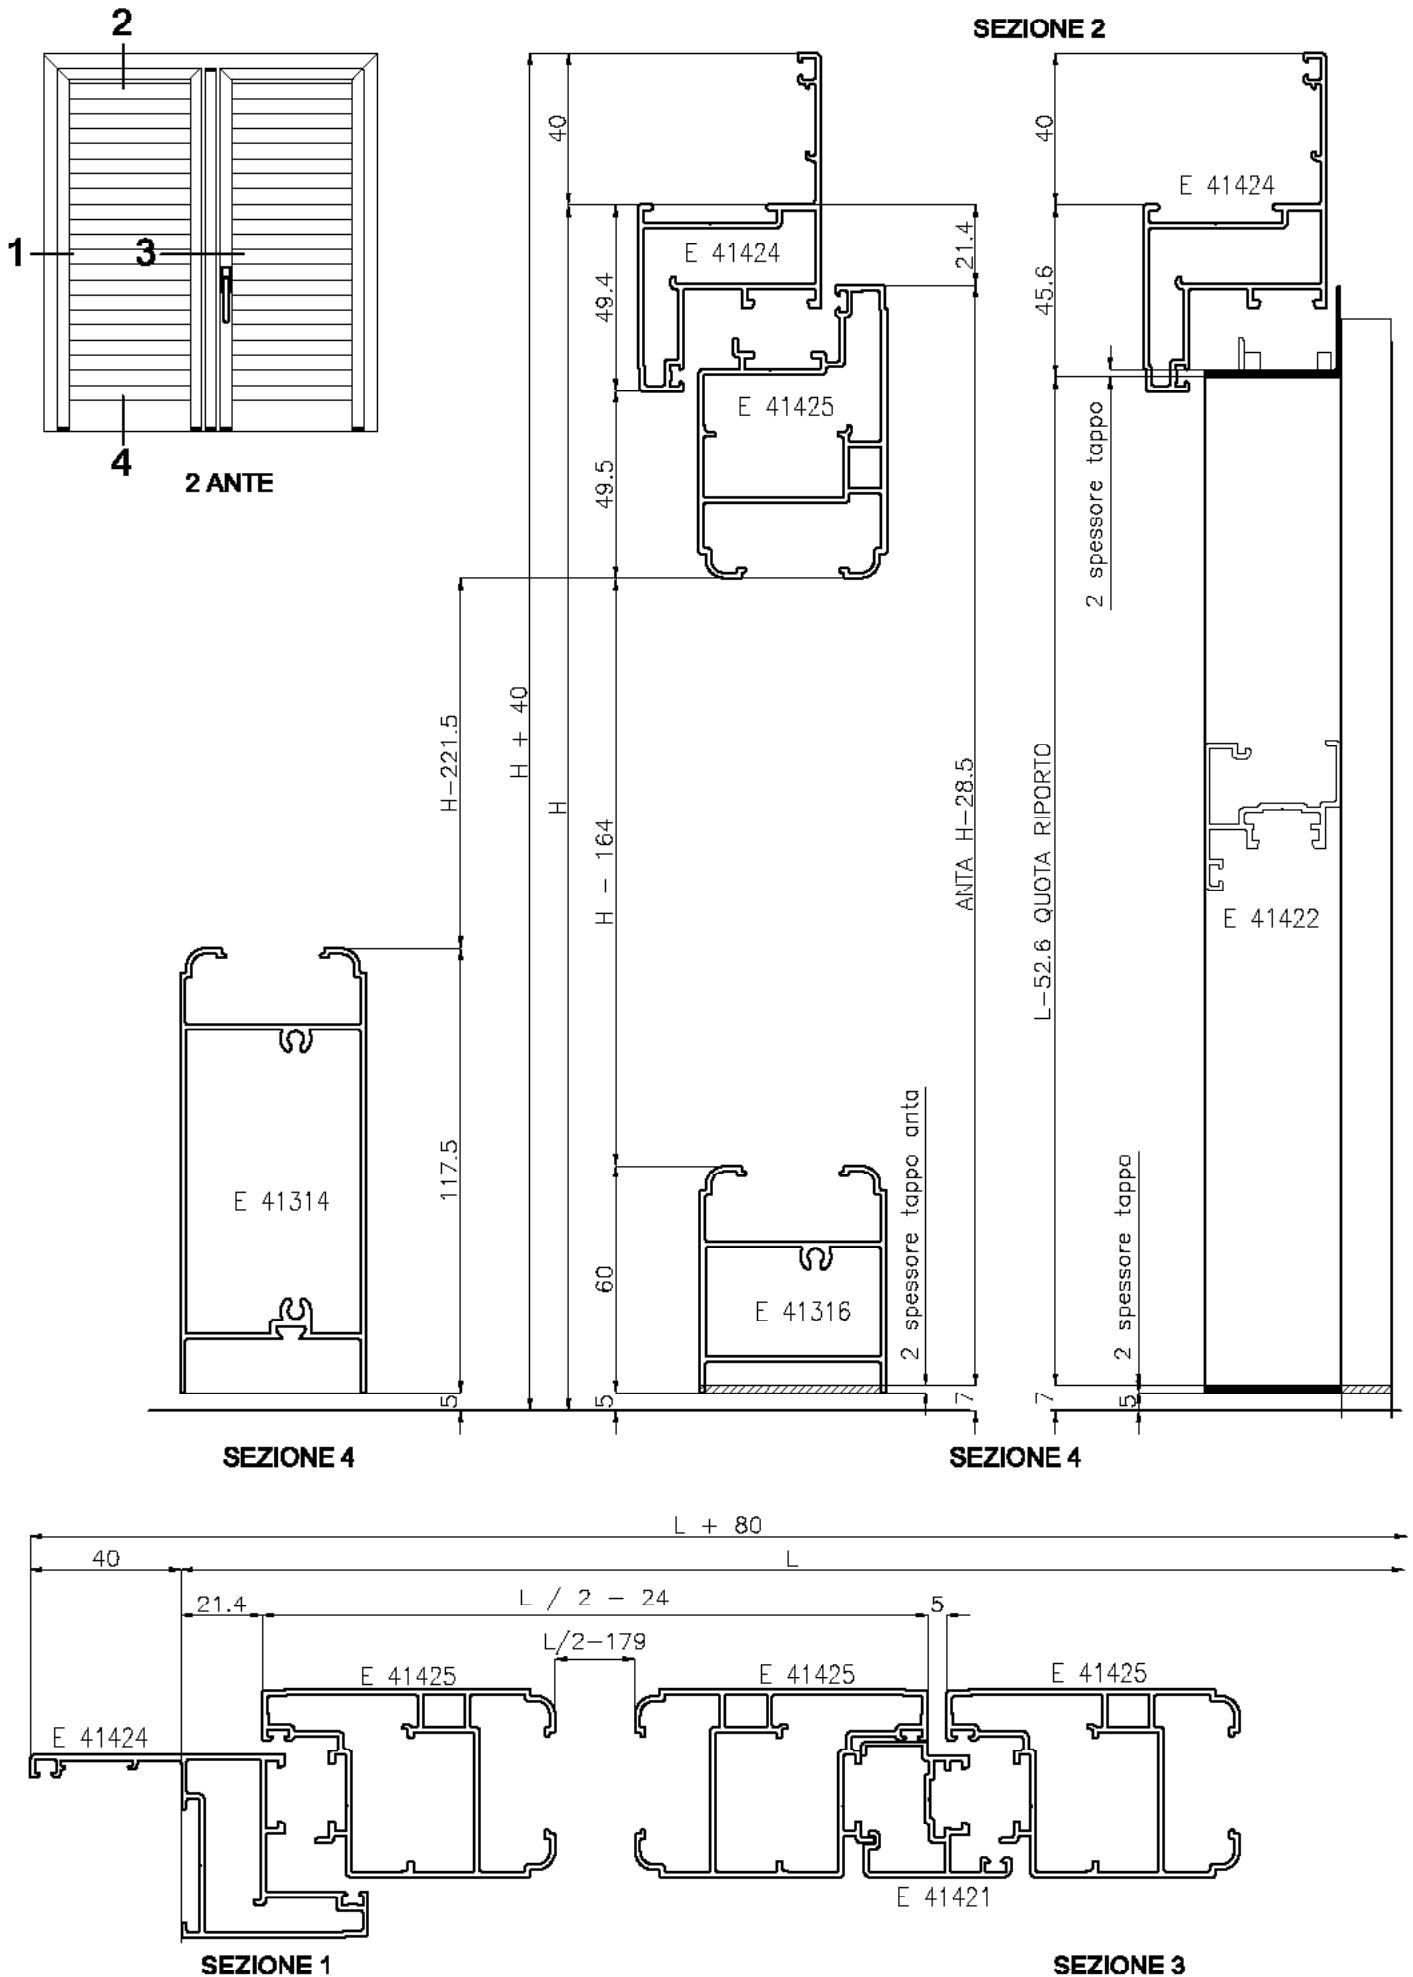 2
1
3
4
2 ANTE
SEZIONE 2
40
E 41424
49.4
21.4
E 41425
49.5
H-221.5
H + 40
H
H - 164
ANTA H-28.5
117.5
E 41314
5
60
E 41316
5
2 spessore tappo anta
7
40
E 41424
45.6
2 spessore tappo
L-52.6 QUOTA RIPORTO
E 41422
2 spessore tappo
7
5
SEZIONE 4
SEZIONE 4
L + 80
40
L
21.4
L / 2 - 24
5
L/2-179
E 41425
E 41425
E 41425
E 41424
E 41421
SEZIONE 1
SEZIONE 3